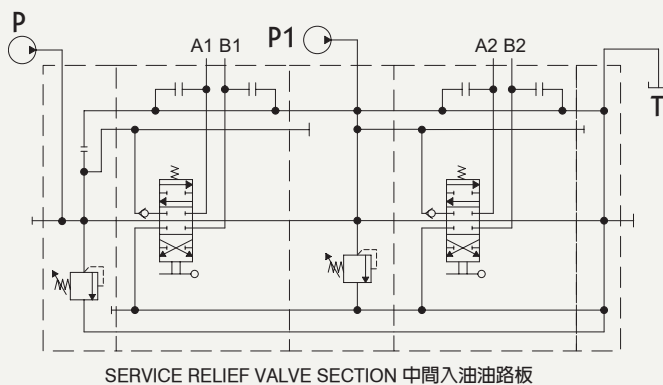 P
P1
A1 B1
A2 B2
T
SERVICE RELIEF VALVE SECTION 中間入油油路板